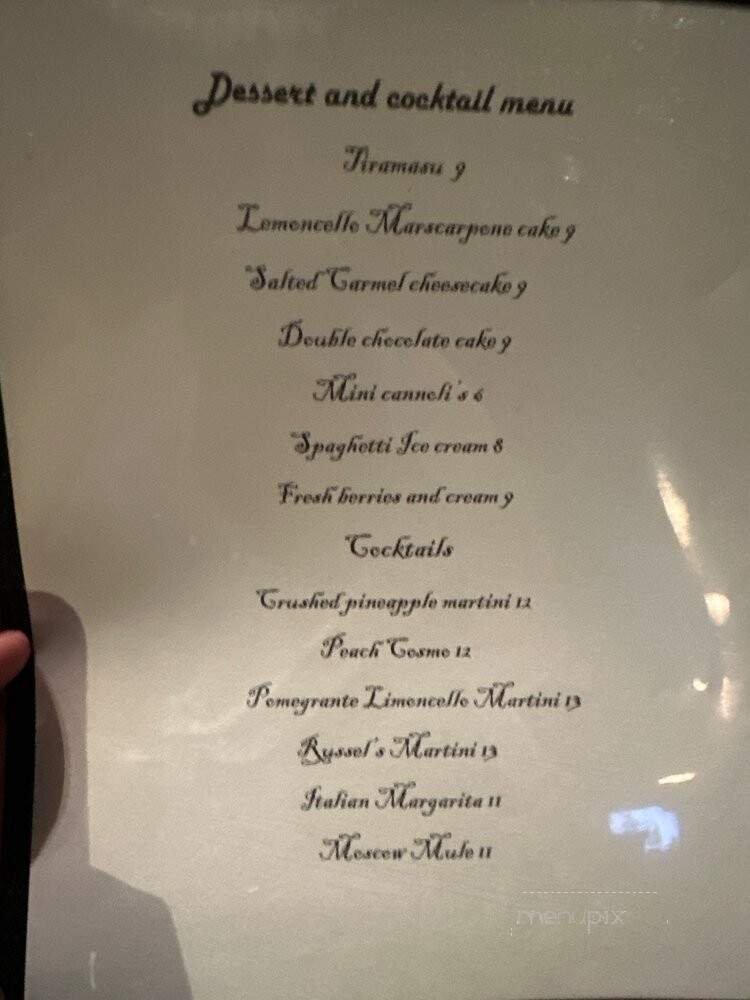 Dessert and cocktail menu
Tiramasu 9
Lemoncello Marscarpone cake 9
Salted Carmel cheesecake 9
Double chocolate cake 9
Mini cannoli's 6
Spaghetti Ice cream 8
Fresh berries and cream 9
Cocktails
Crushed pineapple martini 12
Peach Cosmo 12
Pomegrante Limoncello Martini 13
Russel's Martini 13
Italian Margarita 11
Moscow Mule 11
menupix